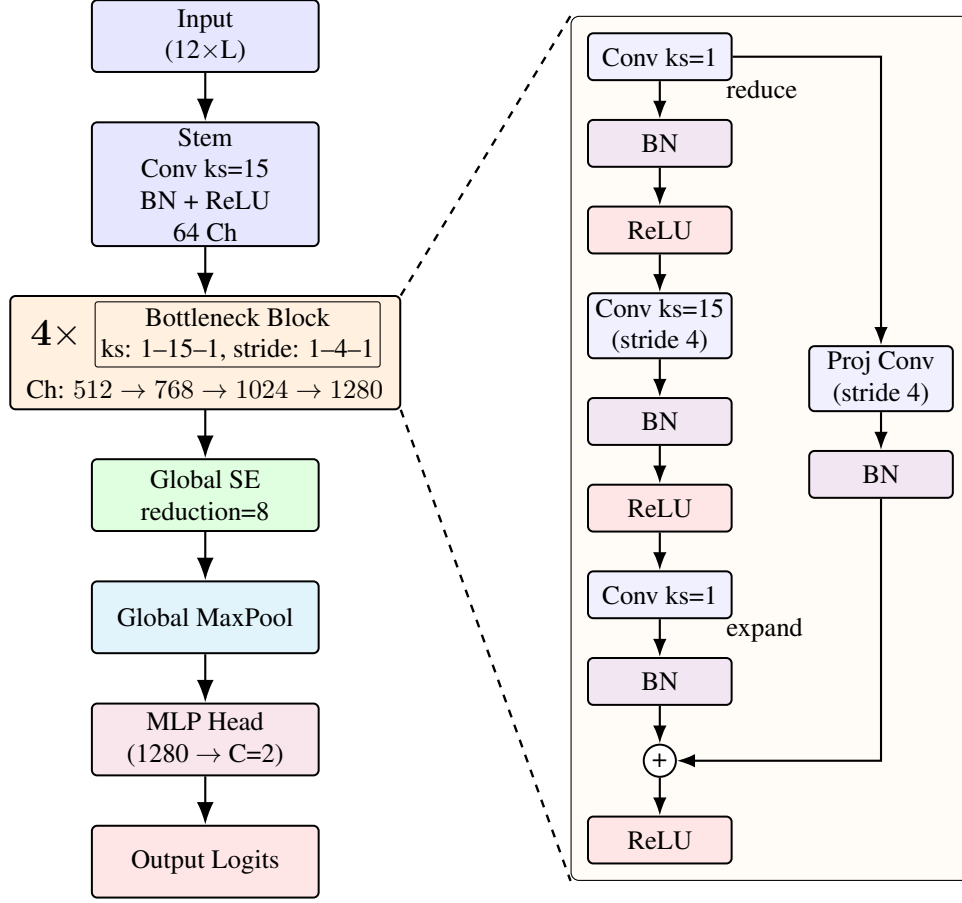 Input
(12×L)
Stem
Conv ks=15
BN + ReLU
64 Ch
4×
Bottleneck Block
ks: 1–15–1, stride: 1–4–1
Ch: 512 → 768 → 1024 → 1280
Global SE
reduction=8
Global MaxPool
MLP Head
(1280 → C=2)
Output Logits
Conv ks=1
reduce
BN
ReLU
Conv ks=15
(stride 4)
BN
ReLU
Conv ks=1
expand
BN
+
ReLU
Proj Conv
(stride 4)
BN